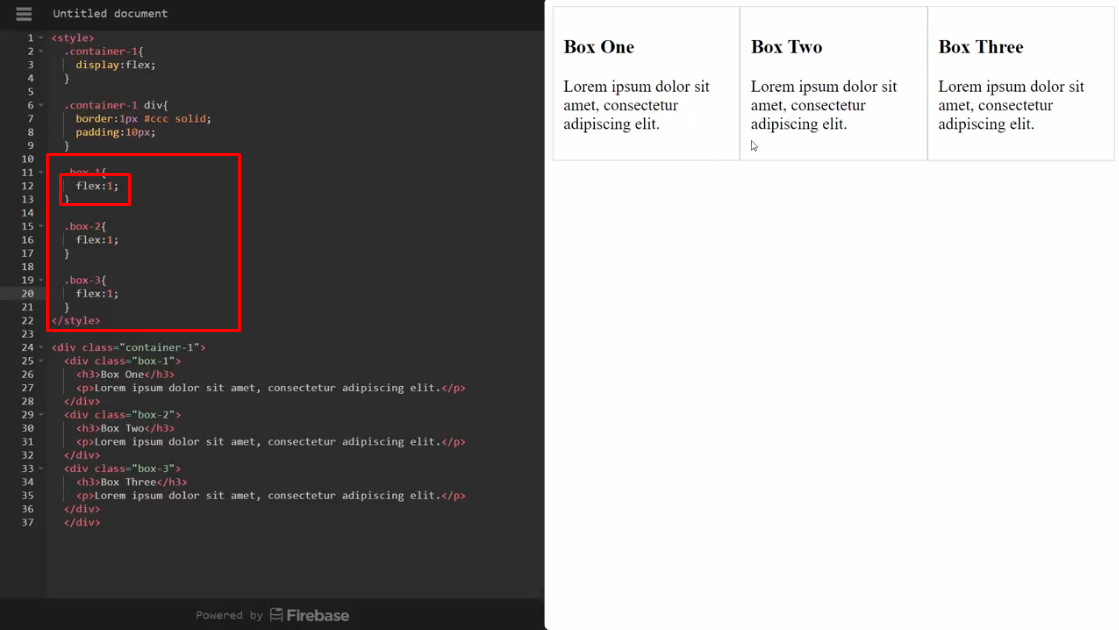 Untitled document
1 <style>
2 .container-1{
3 display:flex;
4 }
5
6 .container-1 div{
7 border:1px #ccc solid;
8 padding:10px;
9 }
10
11 .box-1{
12 flex:1;
13 }
14
15 .box-2{
16 flex:1;
17 }
18
19 .box-3{
20 flex:1;
21 }
22 </style>
23
24 <div class="container-1">
25 <div class="box-1">
26 <h3>Box One</h3>
27 <p>Lorem ipsum dolor sit amet, consectetur adipiscing elit.</p>
28 </div>
29 <div class="box-2">
30 <h3>Box Two</h3>
31 <p>Lorem ipsum dolor sit amet, consectetur adipiscing elit.</p>
32 </div>
33 <div class="box-3">
34 <h3>Box Three</h3>
35 <p>Lorem ipsum dolor sit amet, consectetur adipiscing elit.</p>
36 </div>
37 </div>
Powered by Firebase
Box One
Lorem ipsum dolor sit
amet, consectetur
adipiscing elit.
Box Two
Lorem ipsum dolor sit
amet, consectetur
adipiscing elit.
Box Three
Lorem ipsum dolor sit
amet, consectetur
adipiscing elit.